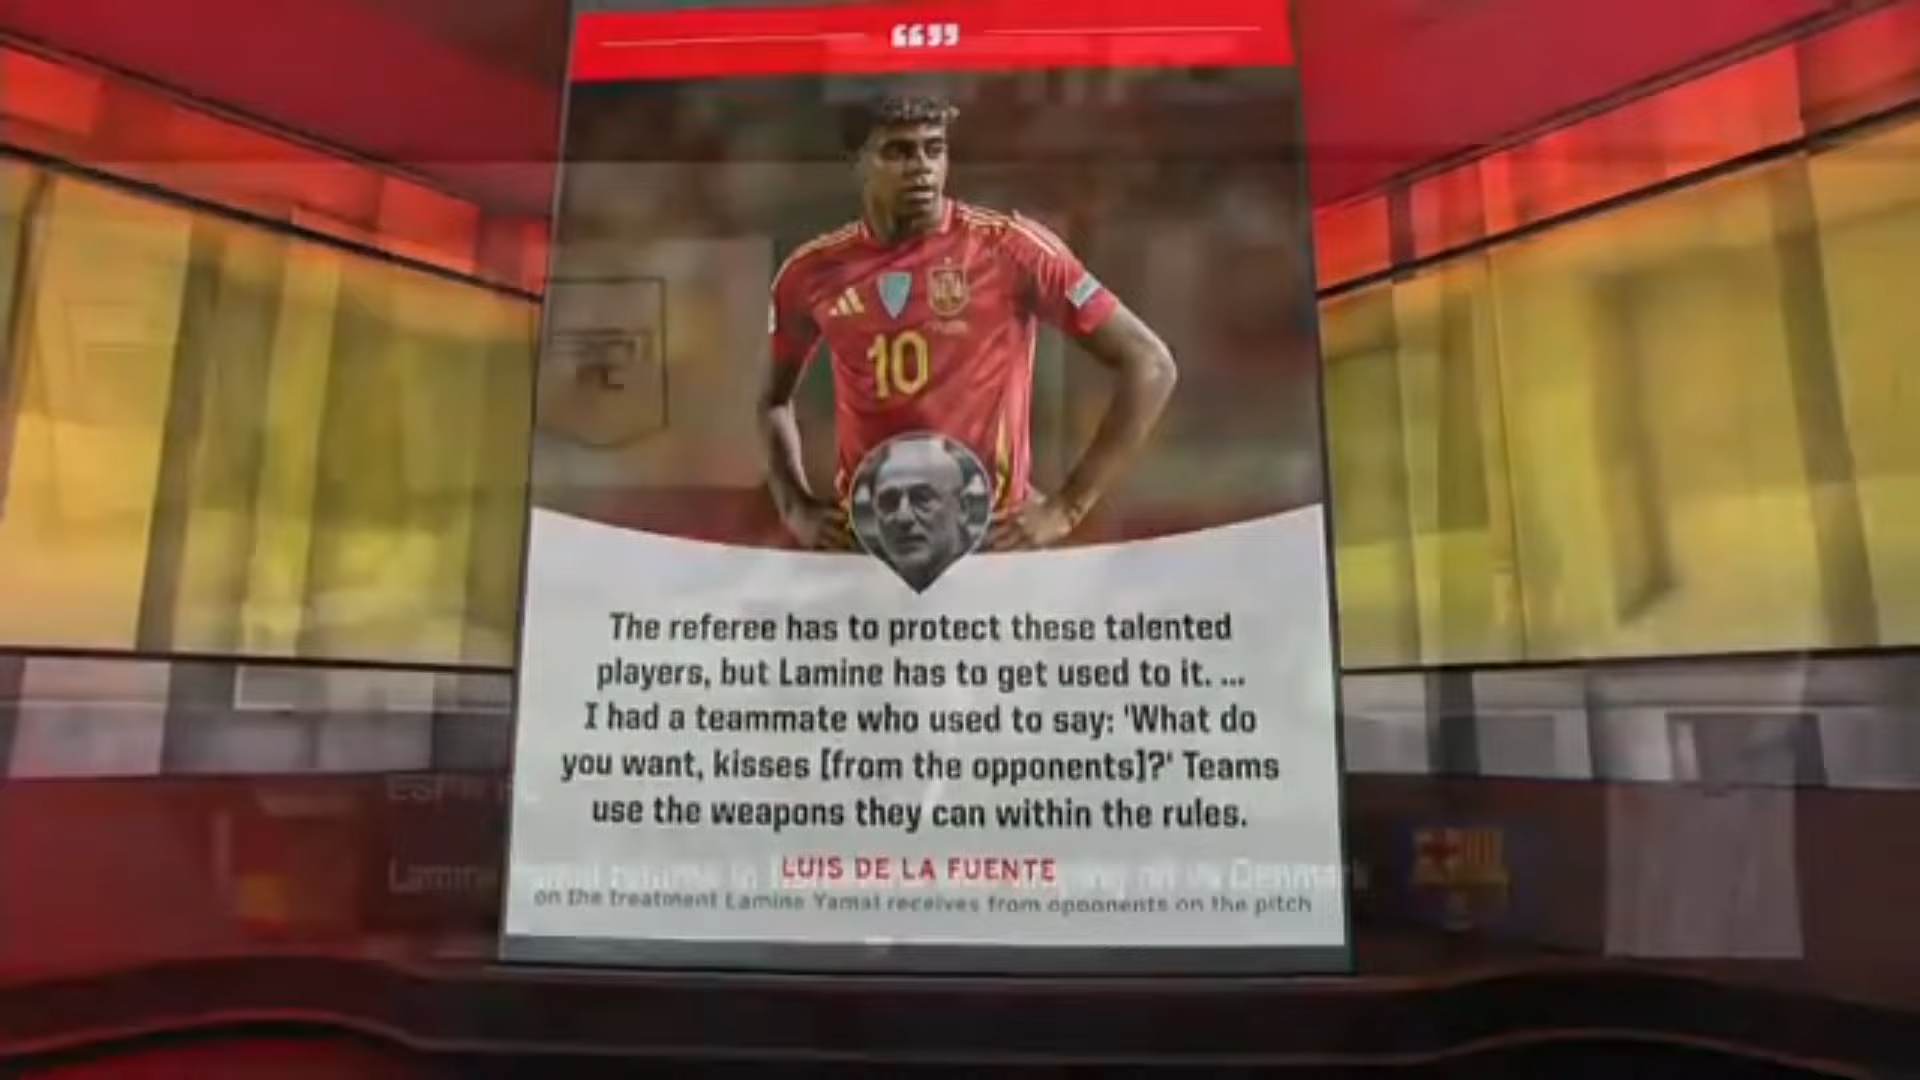 ❝❞
10
The referee has to protect these talented
players, but Lamine has to get used to it. ...
I had a teammate who used to say: 'What do
you want, kisses [from the opponents]?' Teams
use the weapons they can within the rules.
LUIS DE LA FUENTE
on the treatment Lamine Yamal receives from opponents on the pitch